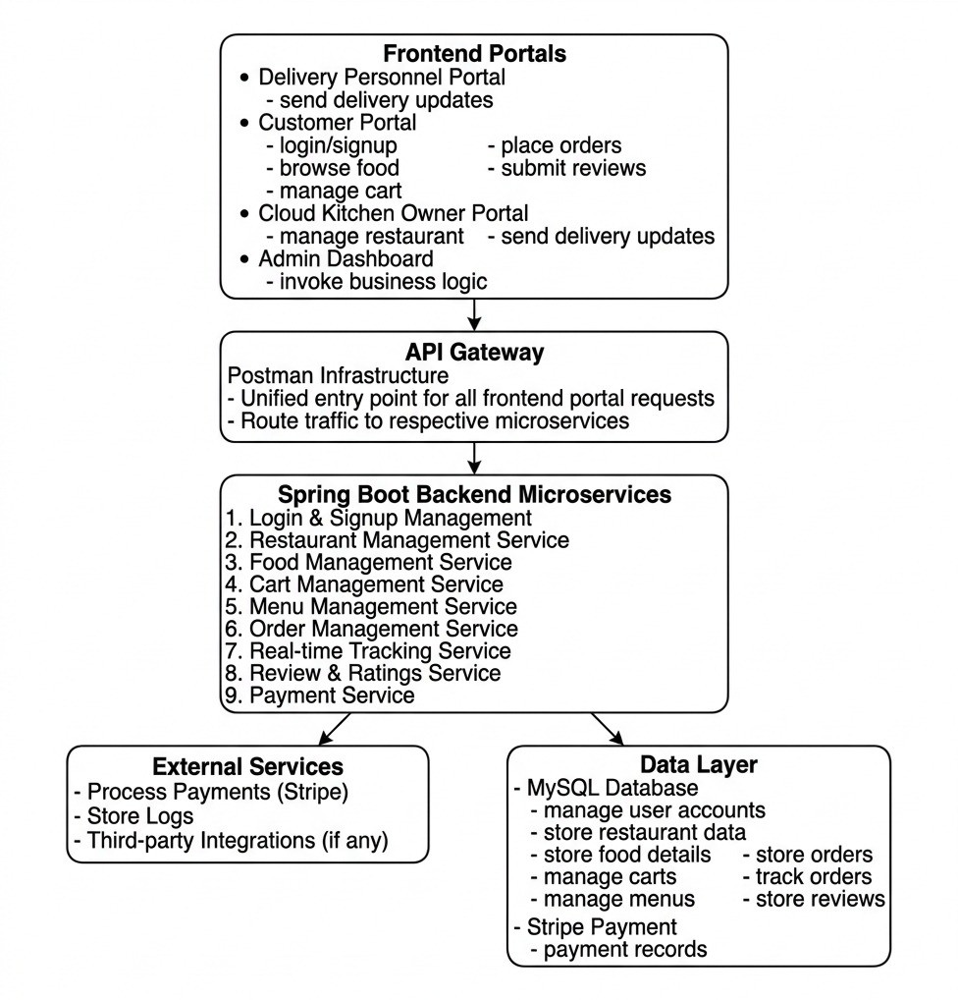 Frontend Portals
• Delivery Personnel Portal
- send delivery updates
• Customer Portal
- login/signup - place orders
- browse food - submit reviews
- manage cart
• Cloud Kitchen Owner Portal
- manage restaurant - send delivery updates
• Admin Dashboard
- invoke business logic
API Gateway
Postman Infrastructure
- Unified entry point for all frontend portal requests
- Route traffic to respective microservices
Spring Boot Backend Microservices
1. Login & Signup Management
2. Restaurant Management Service
3. Food Management Service
4. Cart Management Service
5. Menu Management Service
6. Order Management Service
7. Real-time Tracking Service
8. Review & Ratings Service
9. Payment Service
External Services
- Process Payments (Stripe)
- Store Logs
- Third-party Integrations (if any)
Data Layer
- MySQL Database
- manage user accounts
- store restaurant data
- store food details - store orders
- manage carts - track orders
- manage menus - store reviews
- Stripe Payment
- payment records